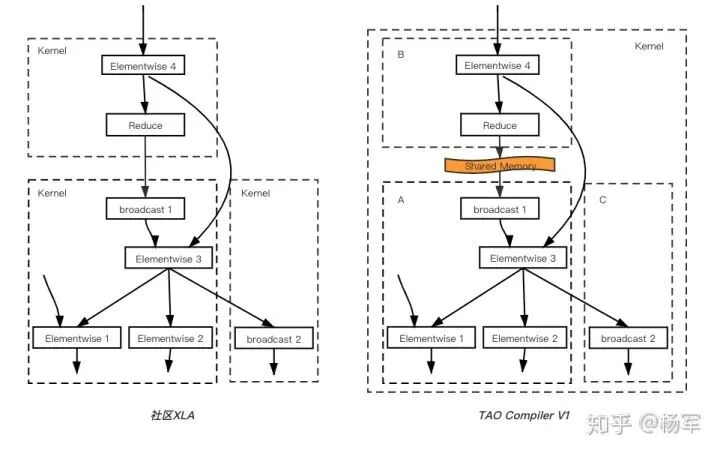 Kernel
Elementwise 4
Reduce
Kernel
Kernel
broadcast 1
Elementwise 3
Elementwise 1
Elementwise 2
broadcast 2
社区XLA
Kernel
B
Elementwise 4
Reduce
Shared Memory
A
C
broadcast 1
Elementwise 3
Elementwise 1
Elementwise 2
broadcast 2
TAO Compiler V1
知乎 @杨军